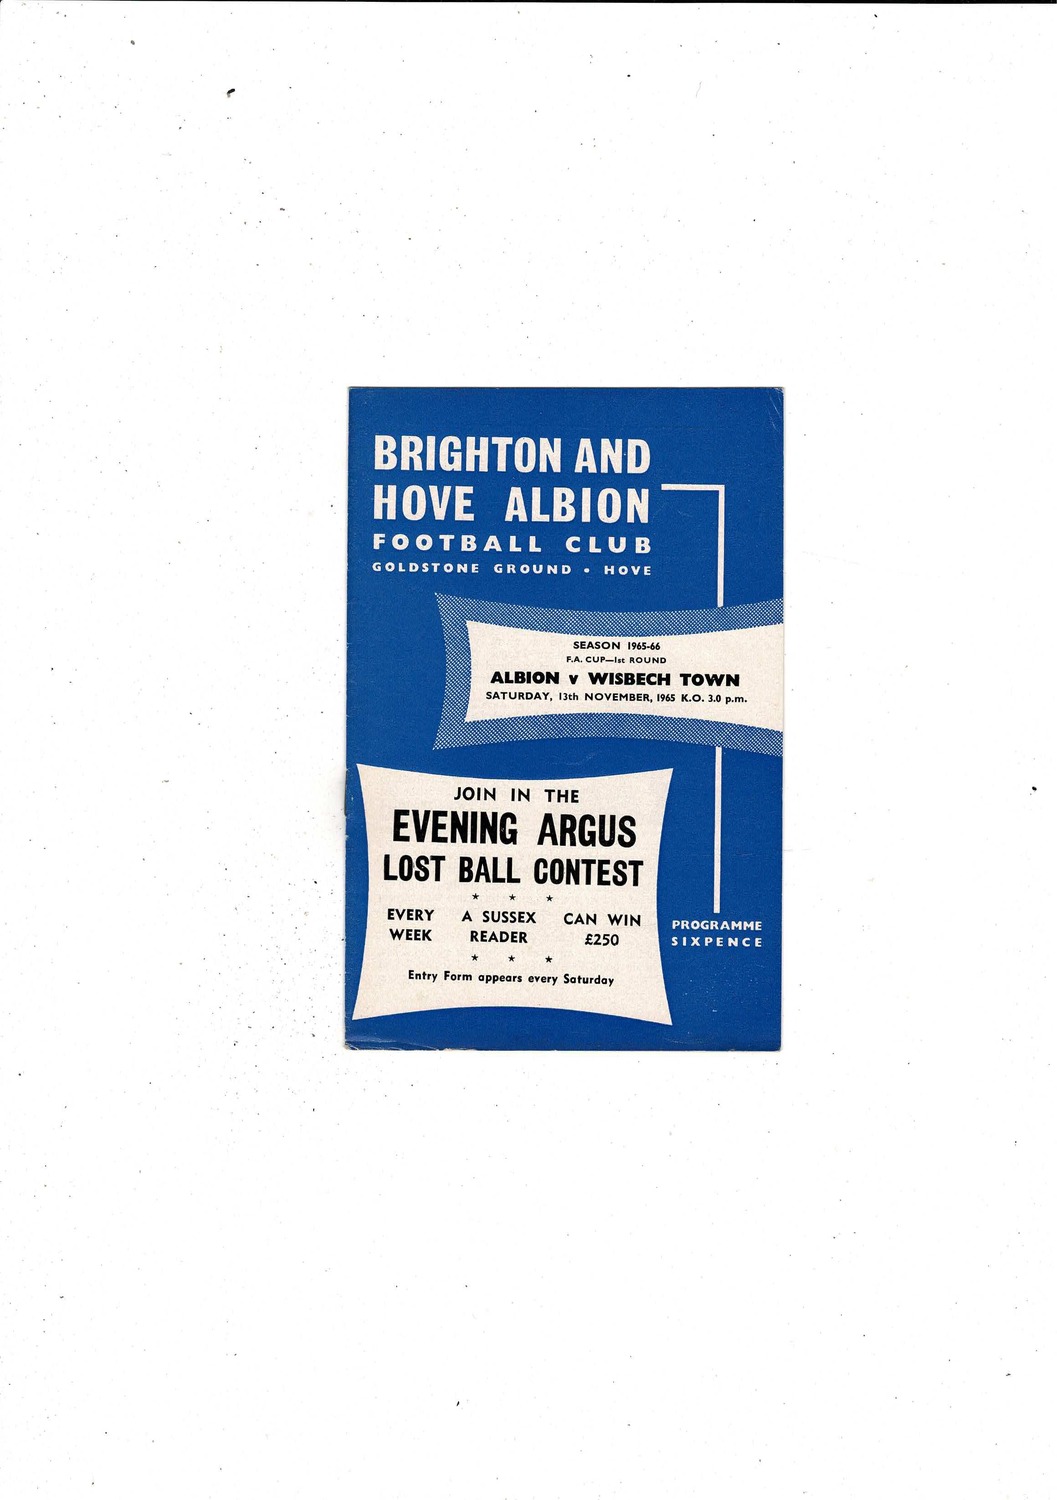 BRIGHTON AND
HOVE ALBION
FOOTBALL CLUB
GOLDSTONE GROUND • HOVE
SEASON 1965-66
F.A. CUP—1st ROUND
ALBION v WISBECH TOWN
SATURDAY, 13th NOVEMBER, 1965 K.O. 3.0 p.m.
JOIN IN THE
EVENING ARGUS
LOST BALL CONTEST
* * *
EVERY A SUSSEX CAN WIN
WEEK READER £250
* * *
Entry Form appears every Saturday
PROGRAMME
SIXPENCE